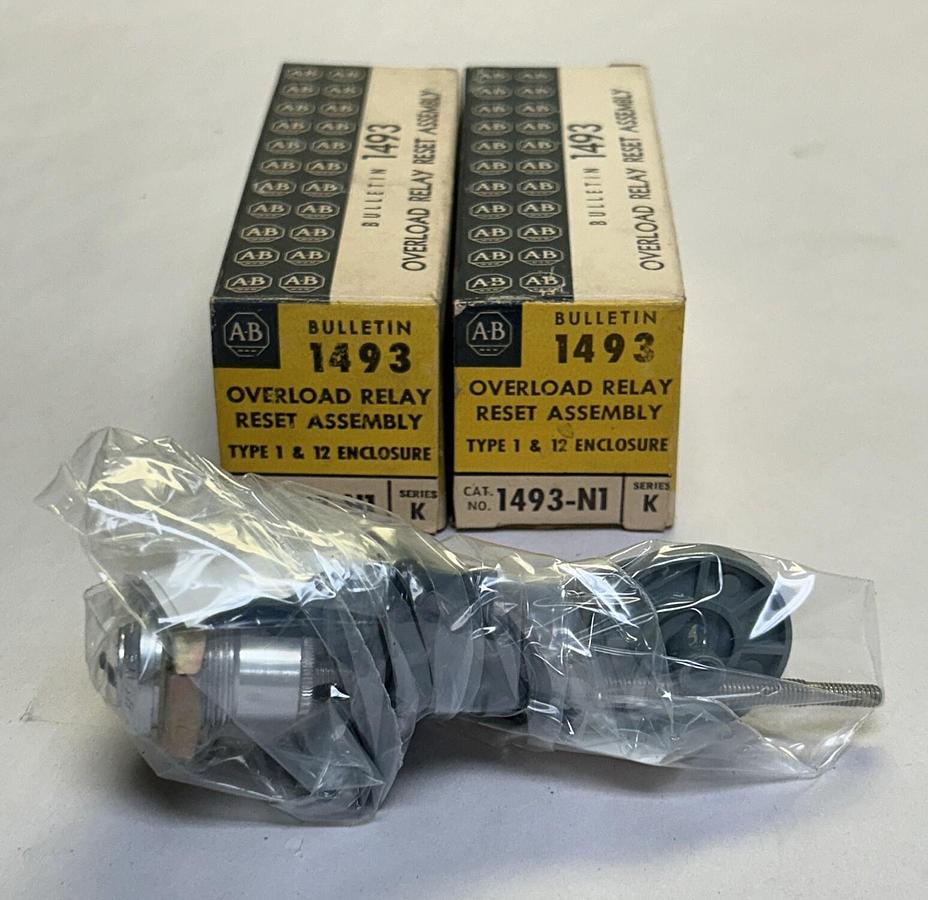 BULLETIN 1493
OVERLOAD RELAY RESET ASSEMBLY
BULLETIN 1493
OVERLOAD RELAY RESET ASSEMBLY
A-B
BULLETIN
1493
OVERLOAD RELAY
RESET ASSEMBLY
TYPE 1 & 12 ENCLOSURE
SERIES
K
A-B
BULLETIN
1493
OVERLOAD RELAY
RESET ASSEMBLY
TYPE 1 & 12 ENCLOSURE
CAT.
NO. 1493-N1
SERIES
K